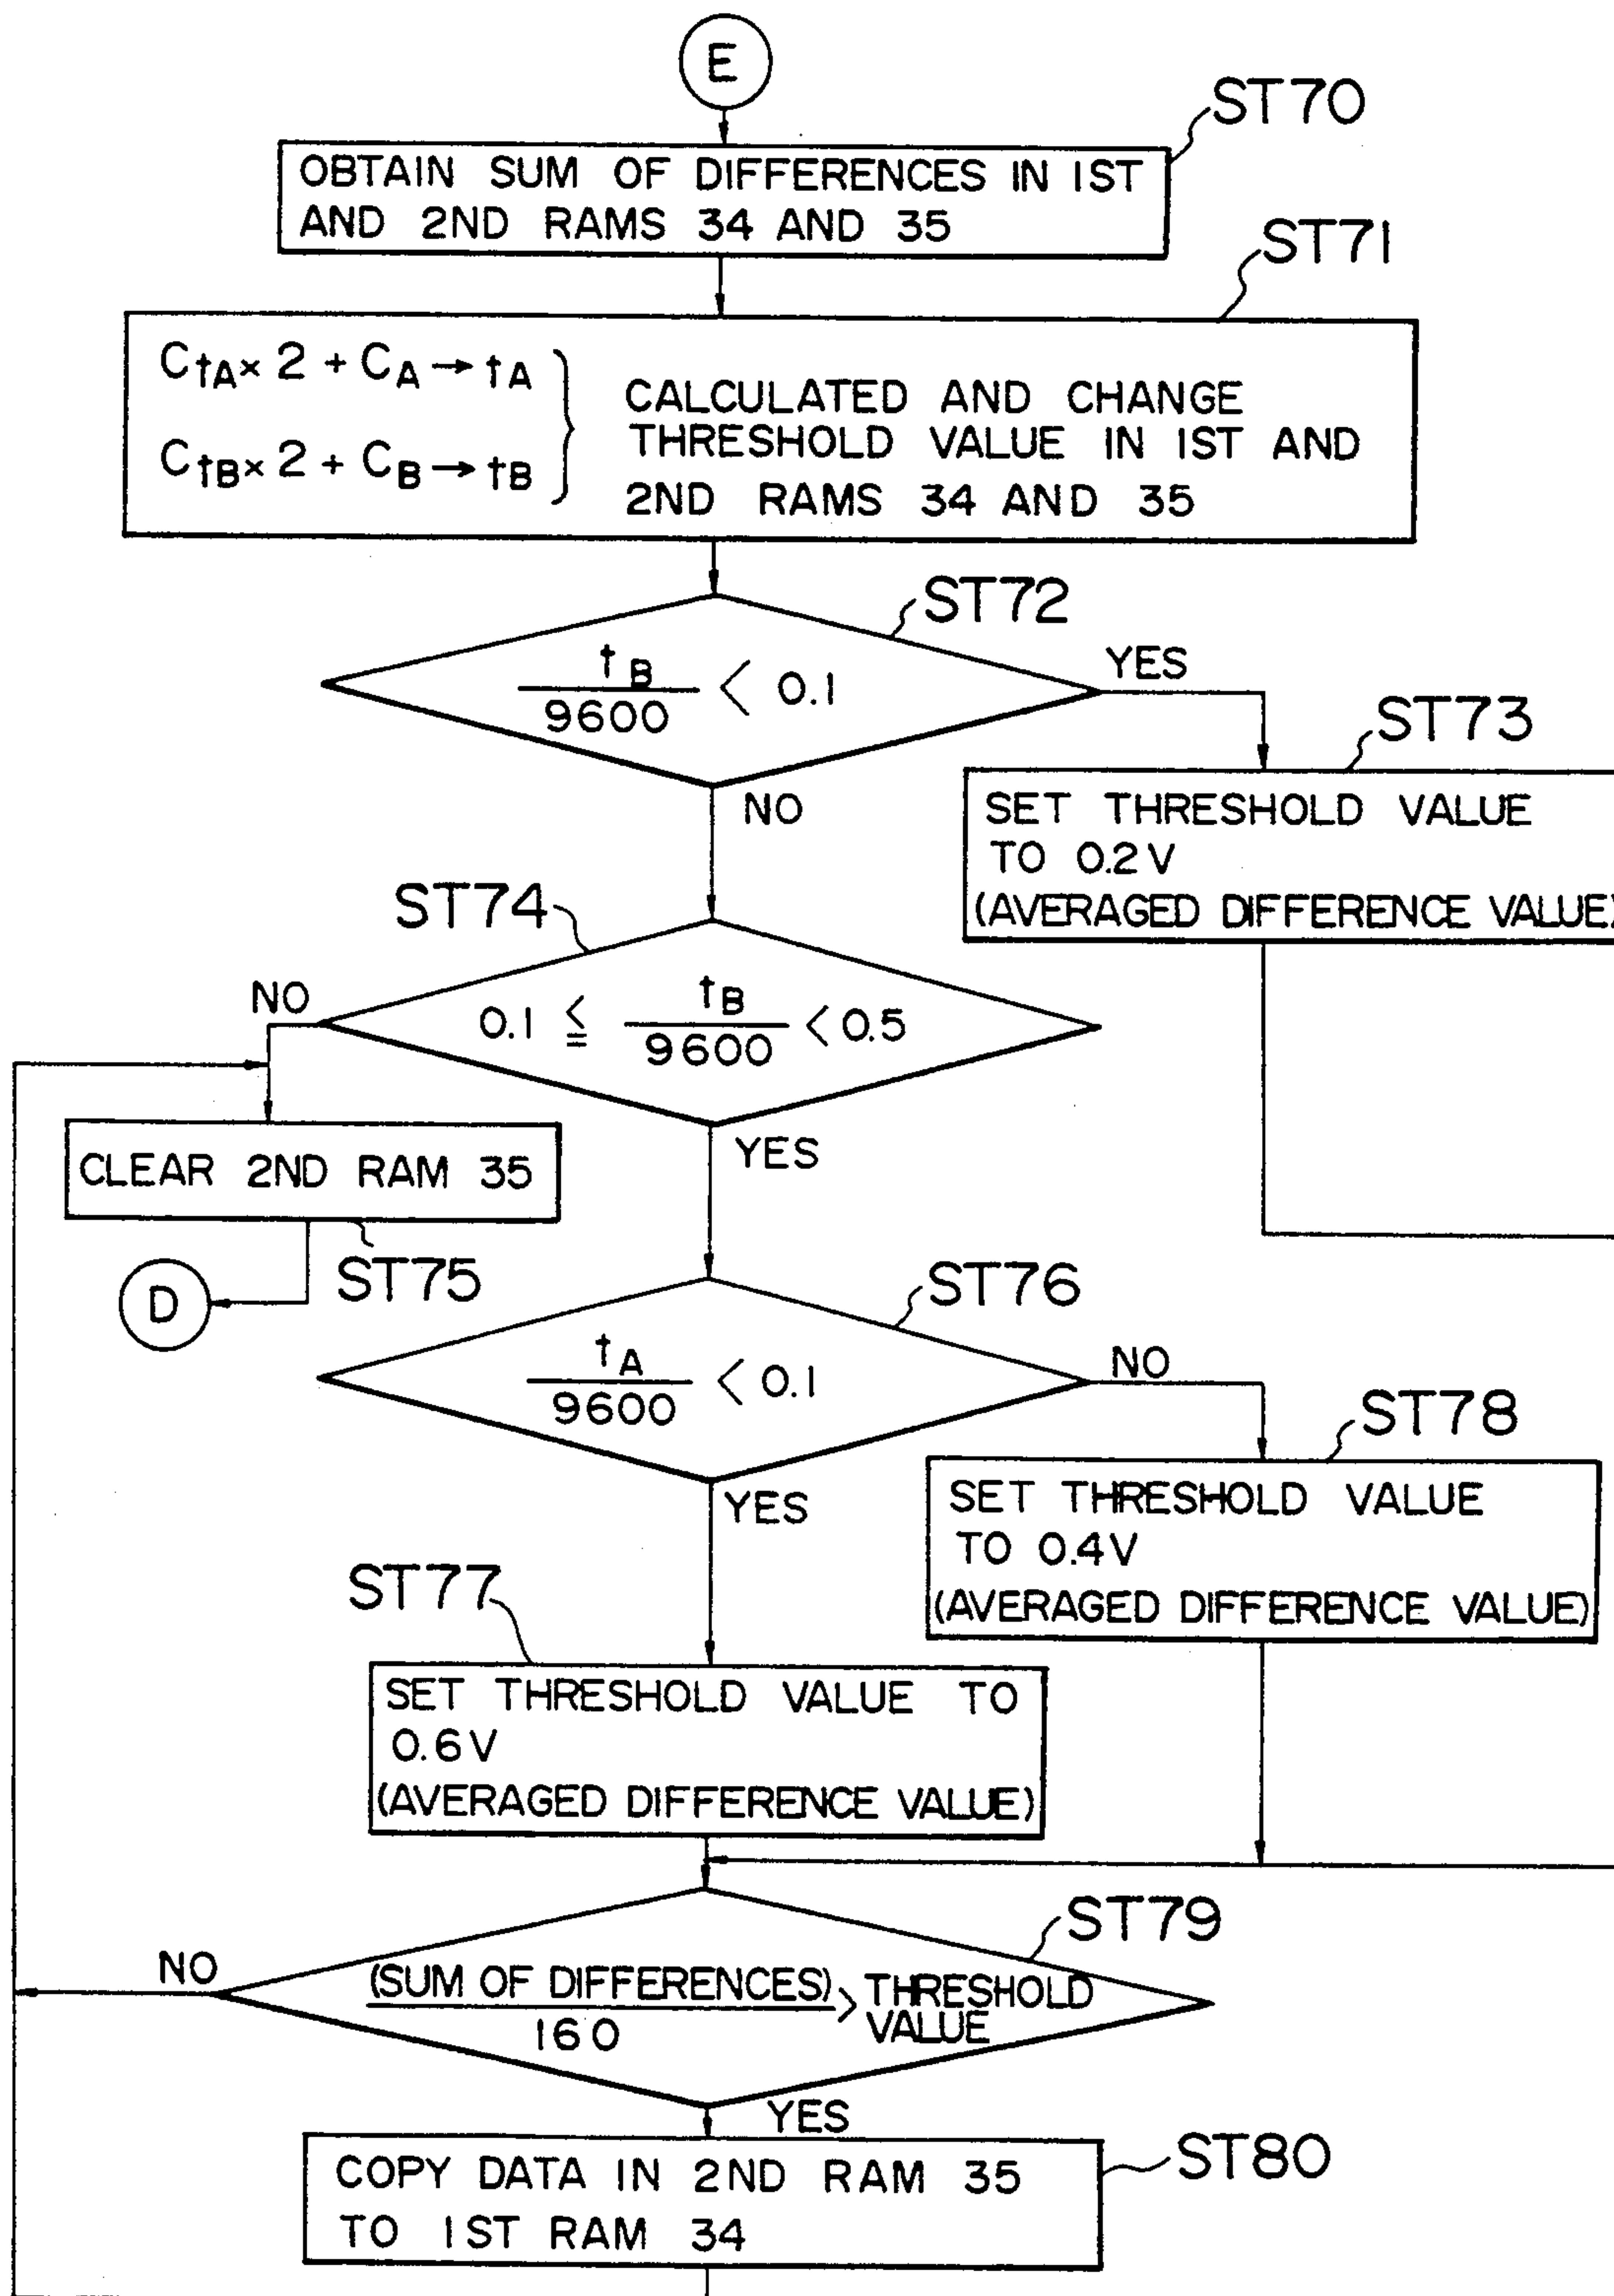 E
ST70
OBTAIN SUM OF DIFFERENCES IN 1ST
AND 2ND RAMS 34 AND 35
ST71
CtA× 2 + CA → tA
CtB× 2 + CB → tB
CALCULATED AND CHANGE
THRESHOLD VALUE IN 1ST AND
2ND RAMS 34 AND 35
ST72
tB
9600
< 0.1
YES
NO
ST73
SET THRESHOLD VALUE
TO 0.2V
(AVERAGED DIFFERENCE VALUE)
ST74
0.1 ≦
tB
9600
< 0.5
NO
YES
CLEAR 2ND RAM 35
ST75
D
ST76
tA
9600
< 0.1
NO
YES
ST78
SET THRESHOLD VALUE
TO 0.4V
(AVERAGED DIFFERENCE VALUE)
ST77
SET THRESHOLD VALUE TO
0.6V
(AVERAGED DIFFERENCE VALUE)
ST79
NO
(SUM OF DIFFERENCES)
160
> THRESHOLD
VALUE
YES
ST80
COPY DATA IN 2ND RAM 35
TO 1ST RAM 34